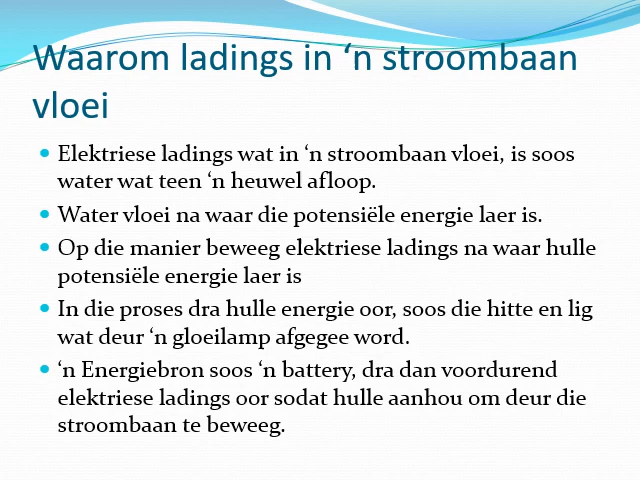 Waarom ladings in ‘n stroombaan
vloei
• Elektriese ladings wat in ‘n stroombaan vloei, is soos
water wat teen ‘n heuwel afloop.
• Water vloei na waar die potensiële energie laer is.
• Op die manier beweeg elektriese ladings na waar hulle
potensiële energie laer is
• In die proses dra hulle energie oor, soos die hitte en lig
wat deur ‘n gloeilamp afgegee word.
• ‘n Energiebron soos ‘n battery, dra dan voordurend
elektriese ladings oor sodat hulle aanhou om deur die
stroombaan te beweeg.